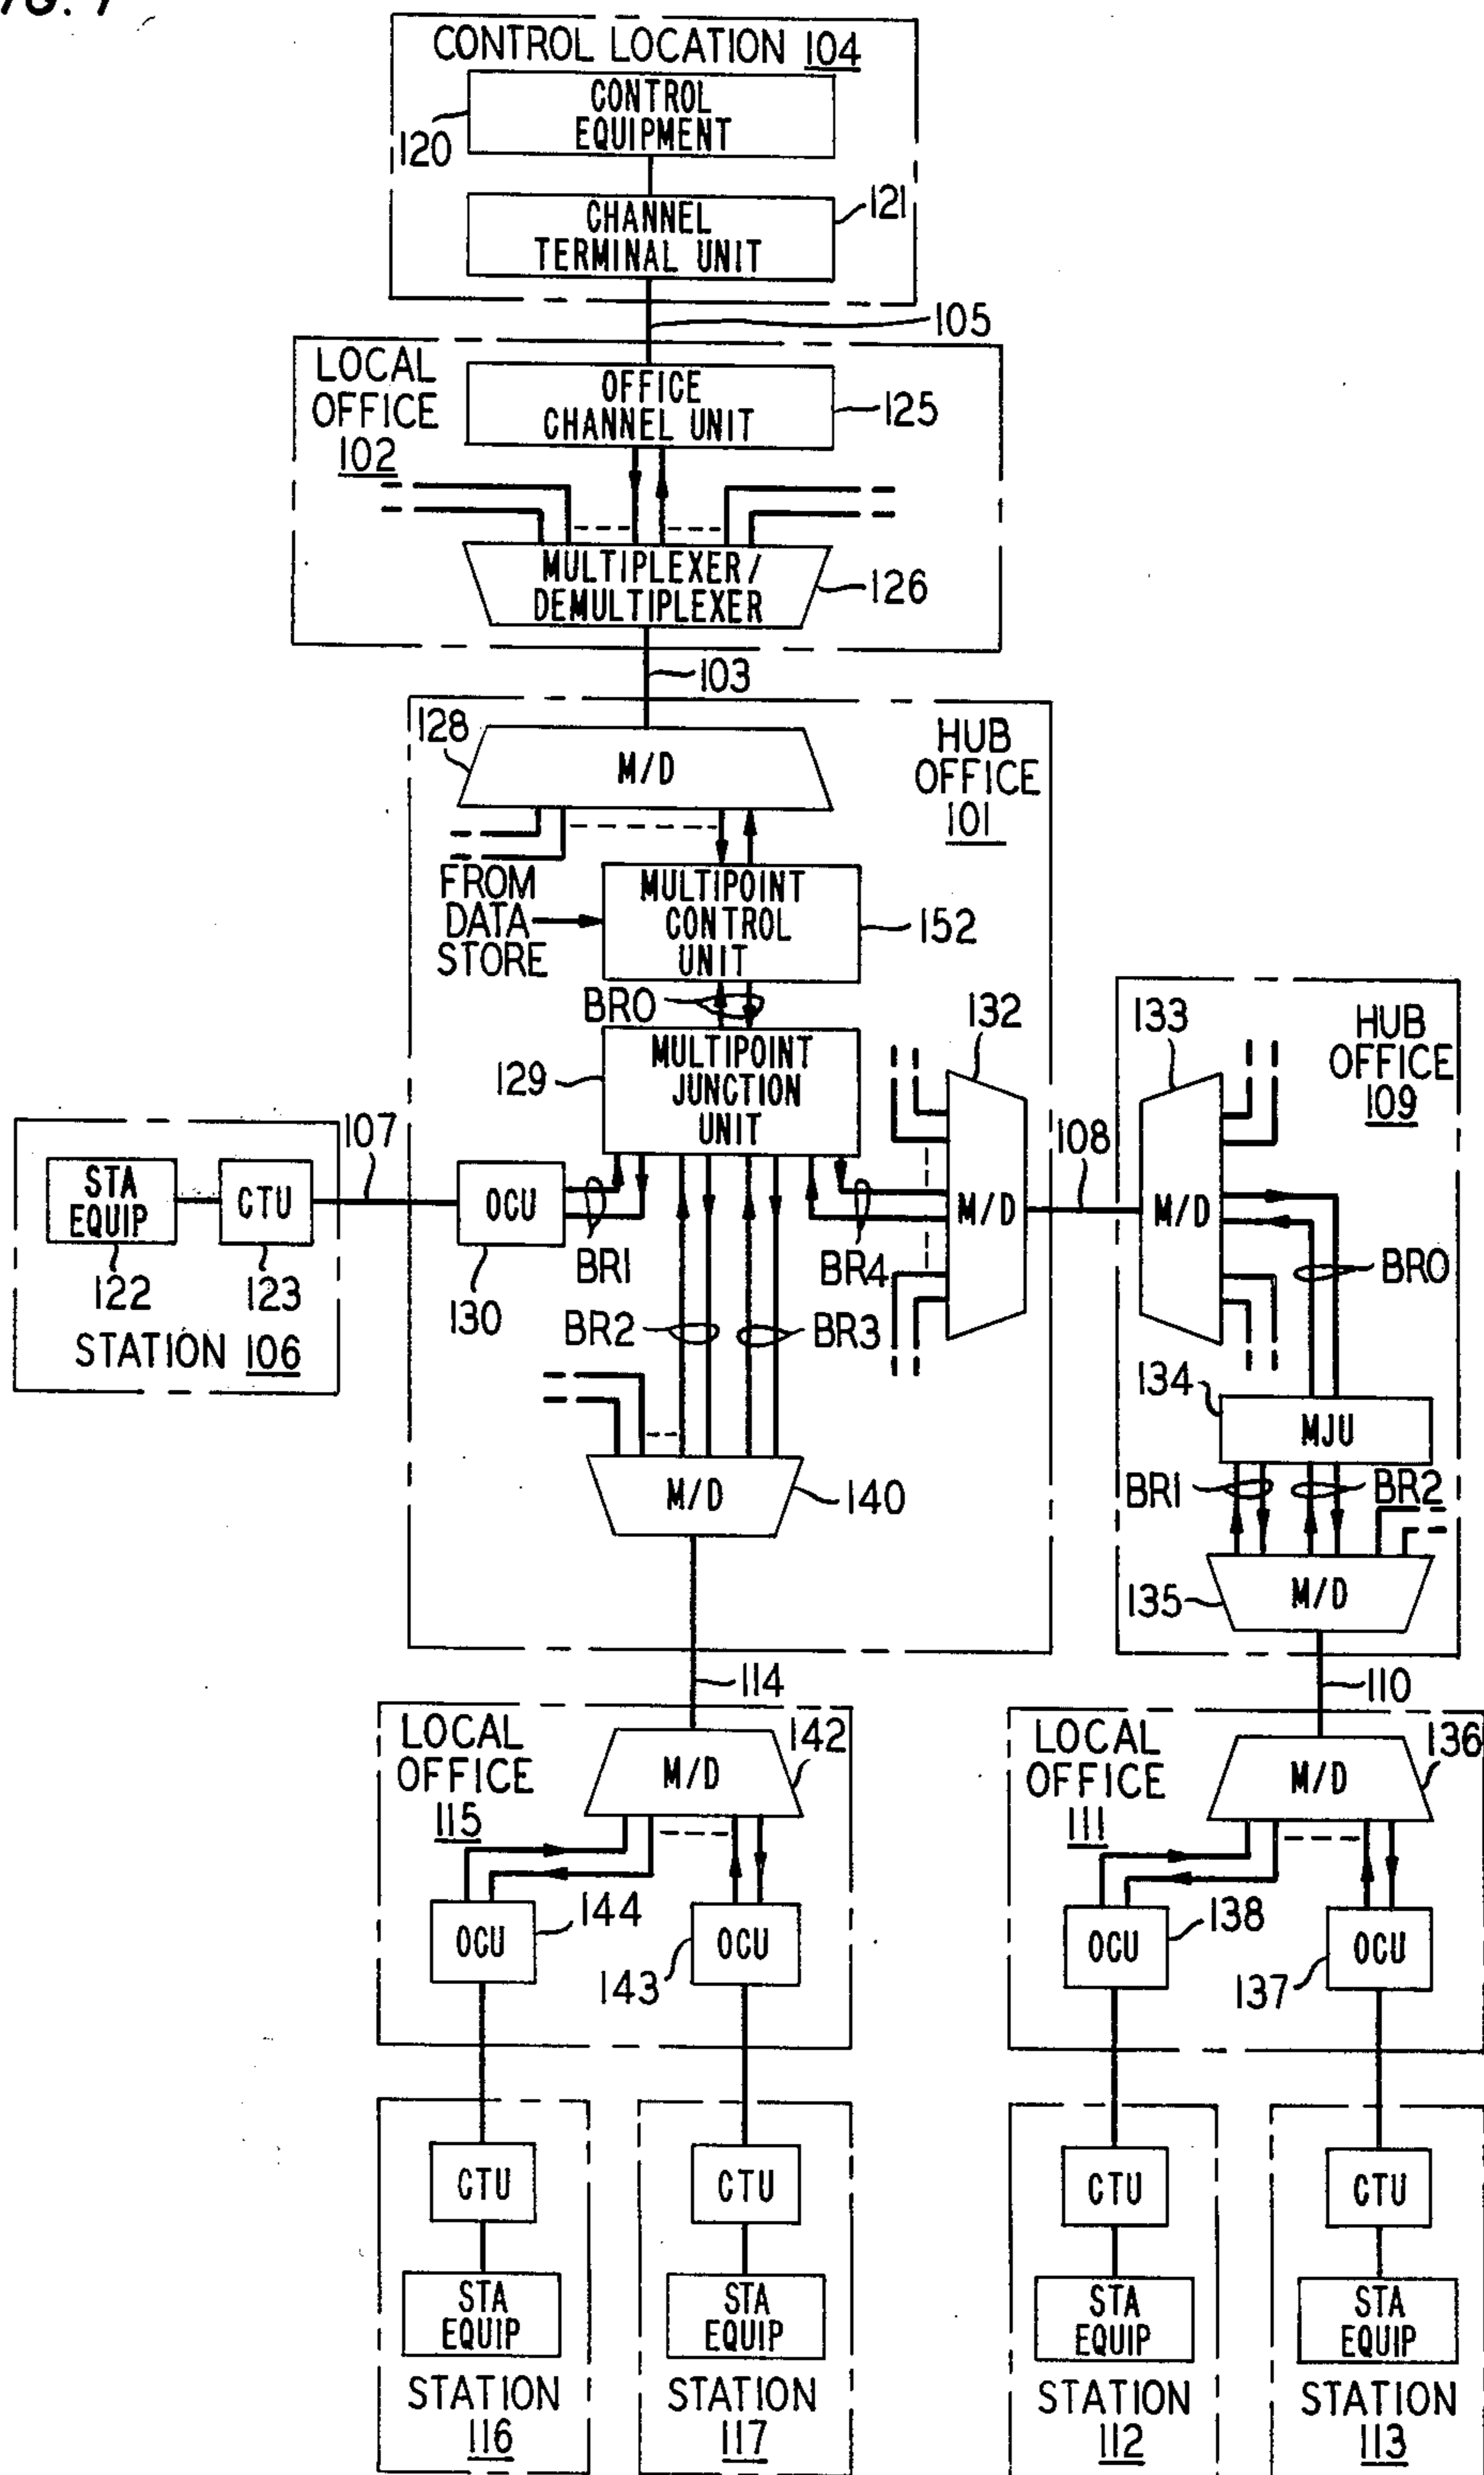 CONTROL LOCATION 104
CONTROL
EQUIPMENT
120
CHANNEL
TERMINAL UNIT
121
105
LOCAL
OFFICE
102
OFFICE
CHANNEL UNIT
125
MULTIPLEXER/
DEMULTIPLEXER
126
103
128
M/D
HUB
OFFICE
101
FROM
DATA
STORE
MULTIPOINT
CONTROL
UNIT
152
BR0
129
MULTIPOINT
JUNCTION
UNIT
132
133
HUB
OFFICE
109
107
STA
EQUIP
CTU
122
123
STATION 106
OCU
130
BR1
BR2
BR3
BR4
M/D
108
M/D
BR0
134
MJU
BR1
BR2
M/D
140
135
M/D
114
110
LOCAL
OFFICE
115
142
M/D
LOCAL
OFFICE
111
136
M/D
OCU
144
OCU
143
OCU
138
OCU
137
CTU
CTU
CTU
CTU
STA
EQUIP
STA
EQUIP
STA
EQUIP
STA
EQUIP
STATION
116
STATION
117
STATION
112
STATION
113